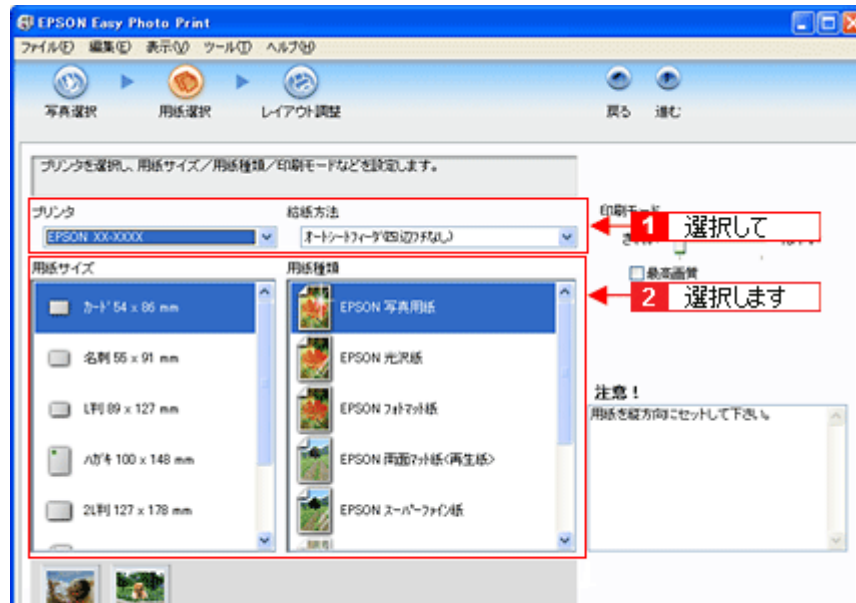 EPSON Easy Photo Print
ファイル(F) 編集(E) 表示(V) ツール(T) ヘルプ(H)
写真選択 用紙選択 レイアウト調整 戻る 進む
プリンタを選択し、用紙サイズ/用紙種類/印刷モードなどを設定します。
プリンタ 給紙方法 印刷モード
EPSON XX-XXXX オートシートフィーダ(四辺フチなし)
1 選択して
用紙サイズ 用紙種類
最高画質
カード 54 x 86 mm EPSON 写真用紙
2 選択します
名刺 55 x 91 mm EPSON 光沢紙
L判 89 x 127 mm EPSON フォトマット紙
注意!
用紙を縦方向にセットして下さい。
ハガキ 100 x 148 mm EPSON 両面マット紙<再生紙>
2L判 127 x 178 mm EPSON スーパーファイン紙